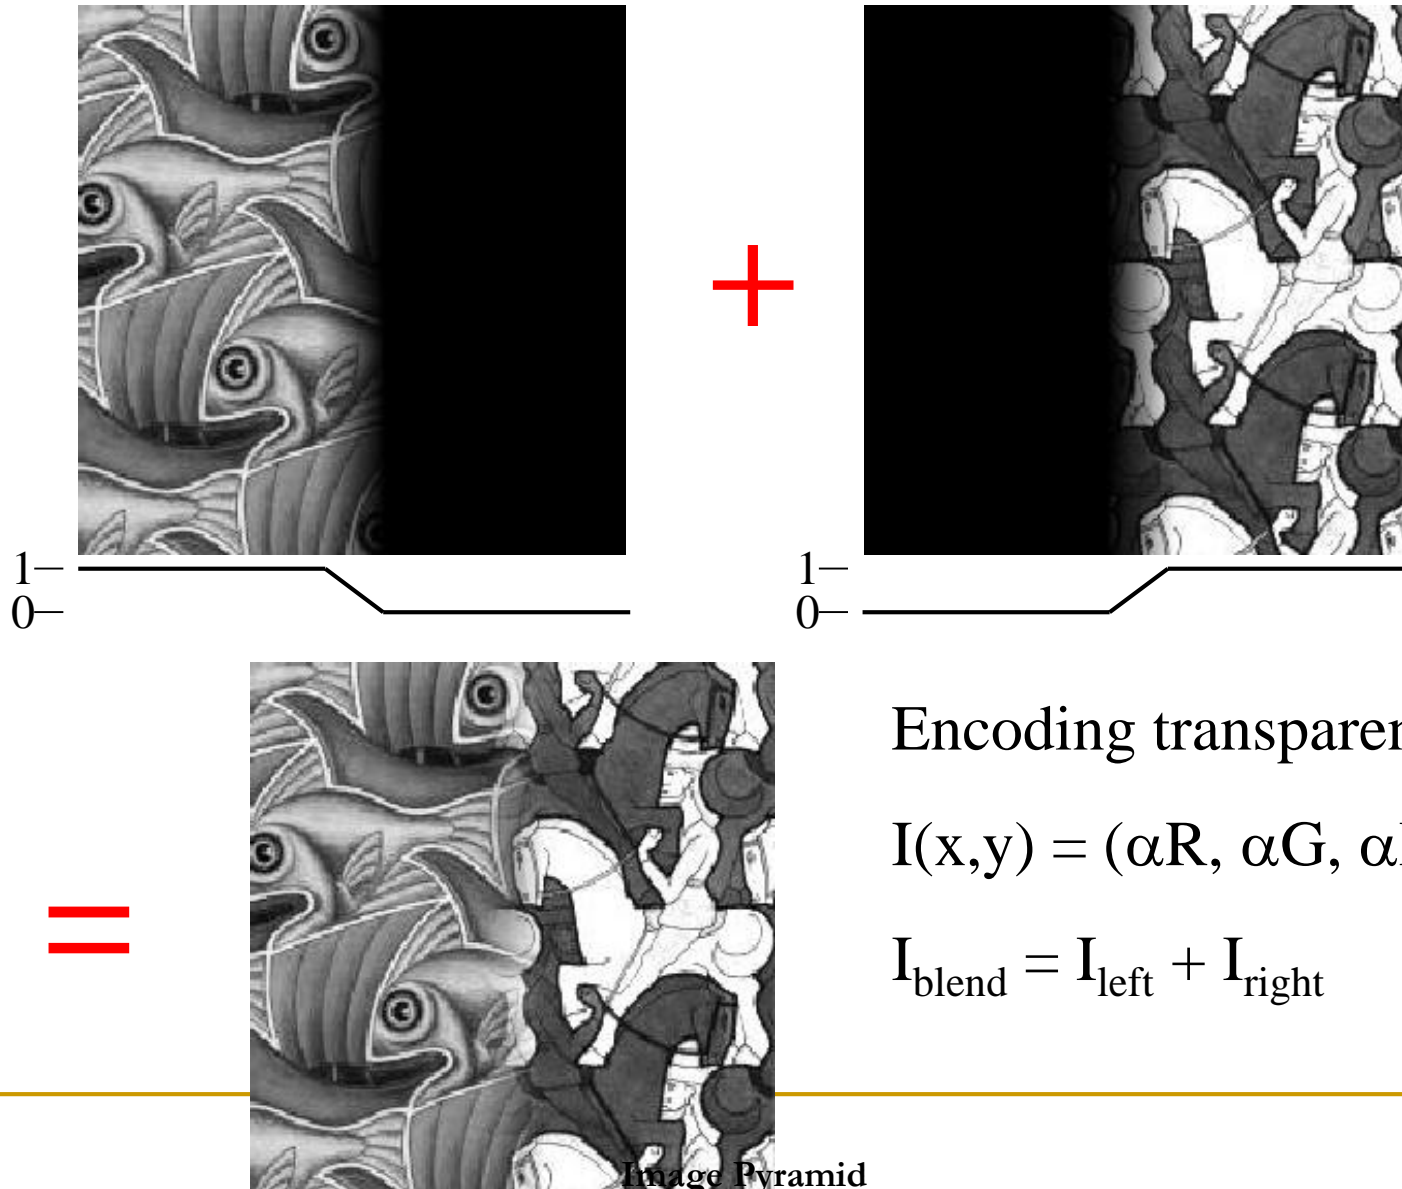 +
1
0
1
0
=
Encoding transparen
I(x,y) = (αR, αG, α
I_blend = I_left + I_right
Image Pyramid